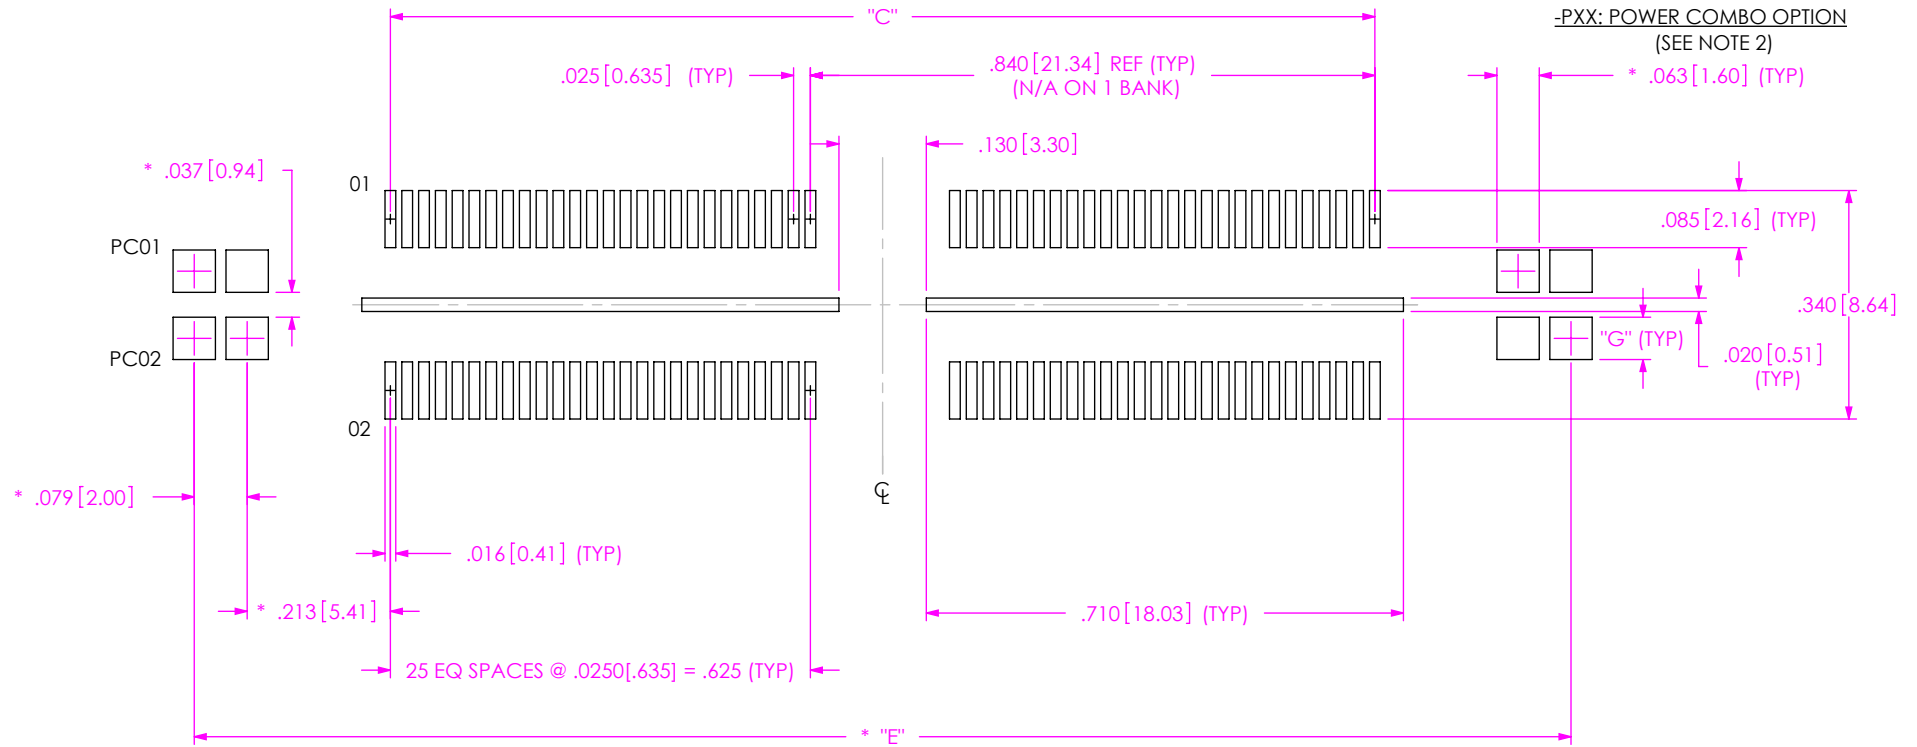 "C"
-PXX: POWER COMBO OPTION
(SEE NOTE 2)
.025[0.635] (TYP)
.840[21.34] REF (TYP)
(N/A ON 1 BANK)
* .063[1.60] (TYP)
.130[3.30]
* .037[0.94]
01
.085[2.16] (TYP)
PC01
.340[8.64]
"G" (TYP)
PC02
.020[0.51]
(TYP)
02
* .079[2.00]
℄
.016[0.41] (TYP)
* .213[5.41]
.710[18.03] (TYP)
25 EQ SPACES @ .0250[.635] = .625 (TYP)
* "E"